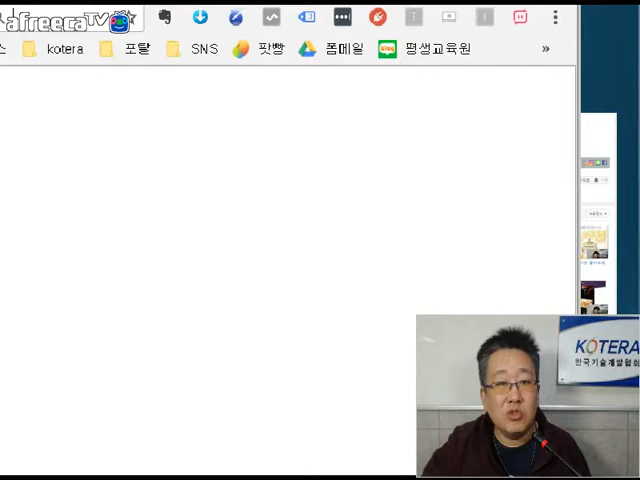 afreecaTV
kotera
포탈
SNS
팟빵
폼메일
blog
평생교육원
»
KOTERA
한국기술개발협회